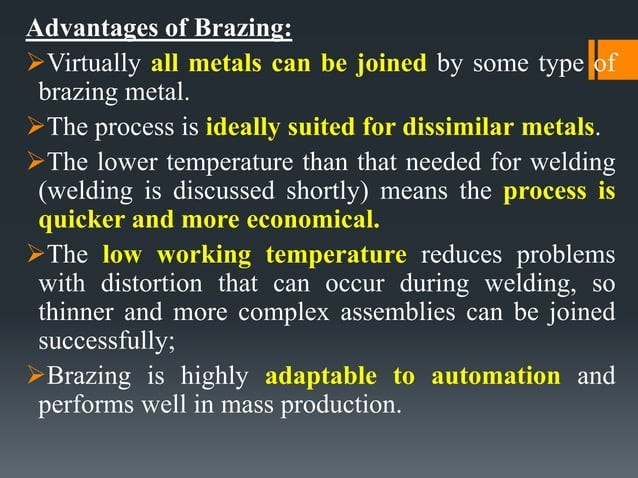 Advantages of Brazing:
➢Virtually all metals can be joined by some type of
brazing metal.
➢The process is ideally suited for dissimilar metals.
➢The lower temperature than that needed for welding
(welding is discussed shortly) means the process is
quicker and more economical.
➢The low working temperature reduces problems
with distortion that can occur during welding, so
thinner and more complex assemblies can be joined
successfully;
➢Brazing is highly adaptable to automation and
performs well in mass production.